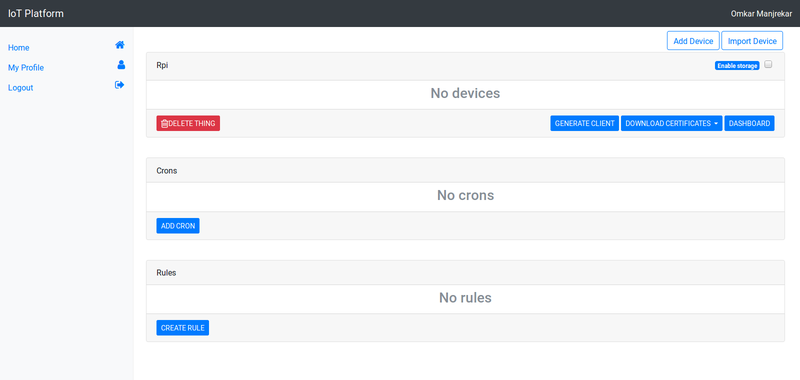 IoT Platform
Omkar Manjrekar
Home
My Profile
Logout
Add Device
Import Device
Rpi
Enable storage
No devices
DELETE THING
GENERATE CLIENT
DOWNLOAD CERTIFICATES
DASHBOARD
Crons
No crons
ADD CRON
Rules
No rules
CREATE RULE